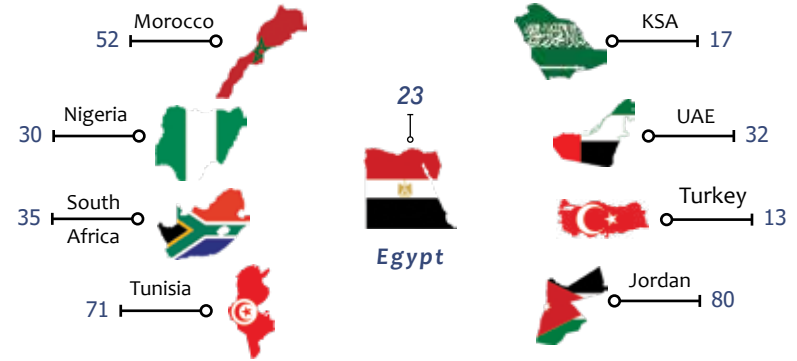 Morocco
52
Nigeria
30
South
35
Africa
Tunisia
71
23
Egypt
KSA
17
UAE
32
Turkey
13
Jordan
80